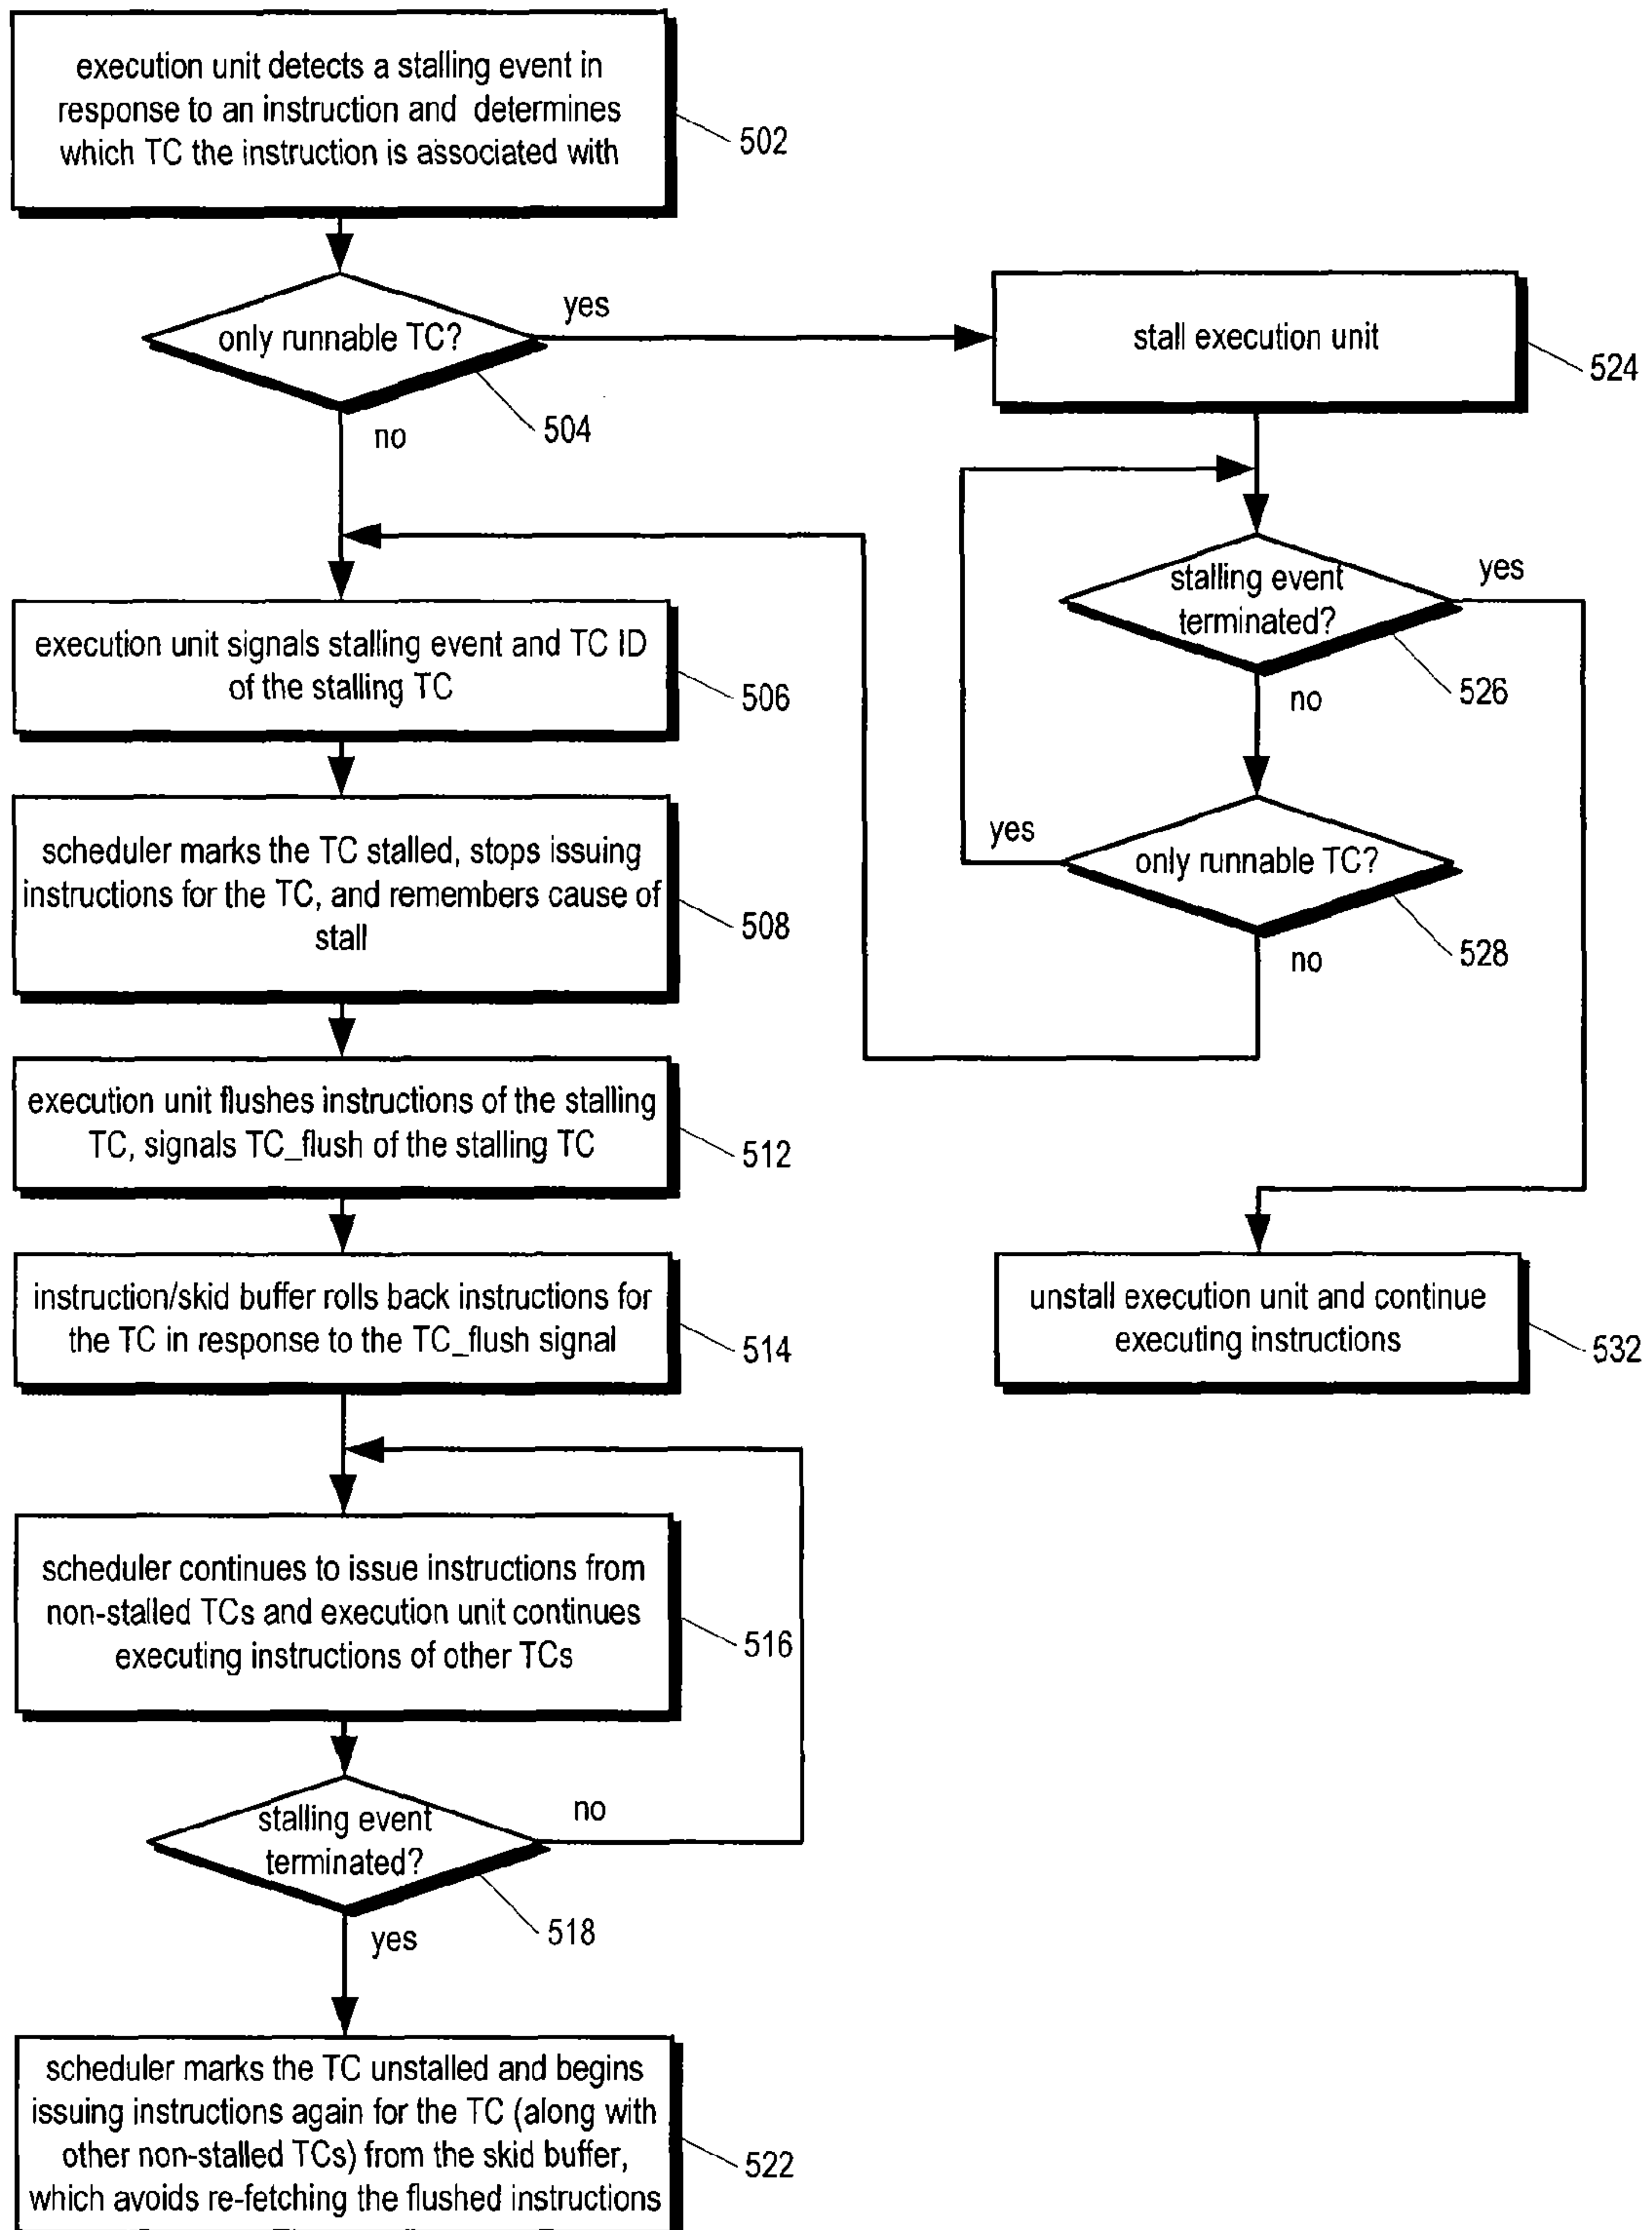 execution unit detects a stalling event in
response to an instruction and determines
which TC the instruction is associated with
502
only runnable TC?
yes
no
504
stall execution unit
524
execution unit signals stalling event and TC ID
of the stalling TC
506
stalling event
terminated?
yes
no
526
scheduler marks the TC stalled, stops issuing
instructions for the TC, and remembers cause of
stall
508
only runnable TC?
yes
no
528
execution unit flushes instructions of the stalling
TC, signals TC_flush of the stalling TC
512
instruction/skid buffer rolls back instructions for
the TC in response to the TC_flush signal
514
unstall execution unit and continue
executing instructions
532
scheduler continues to issue instructions from
non-stalled TCs and execution unit continues
executing instructions of other TCs
516
stalling event
terminated?
no
yes
518
scheduler marks the TC unstalled and begins
issuing instructions again for the TC (along with
other non-stalled TCs) from the skid buffer,
which avoids re-fetching the flushed instructions
522